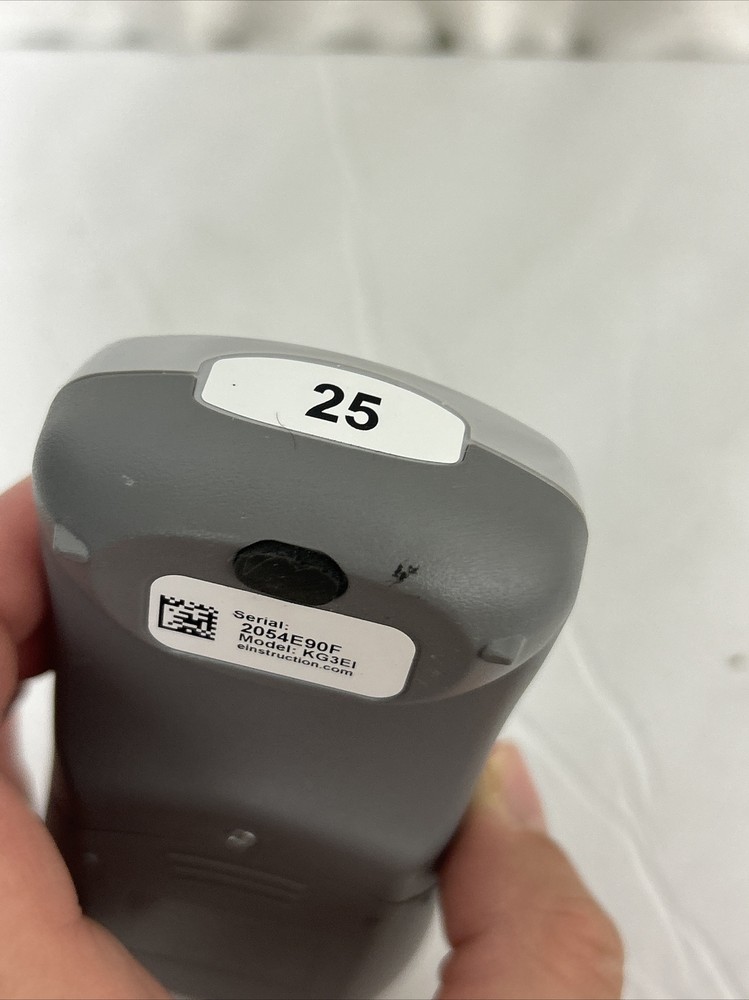 25
Serial:
2054E90F
Model: KG3EI
einstruction.com